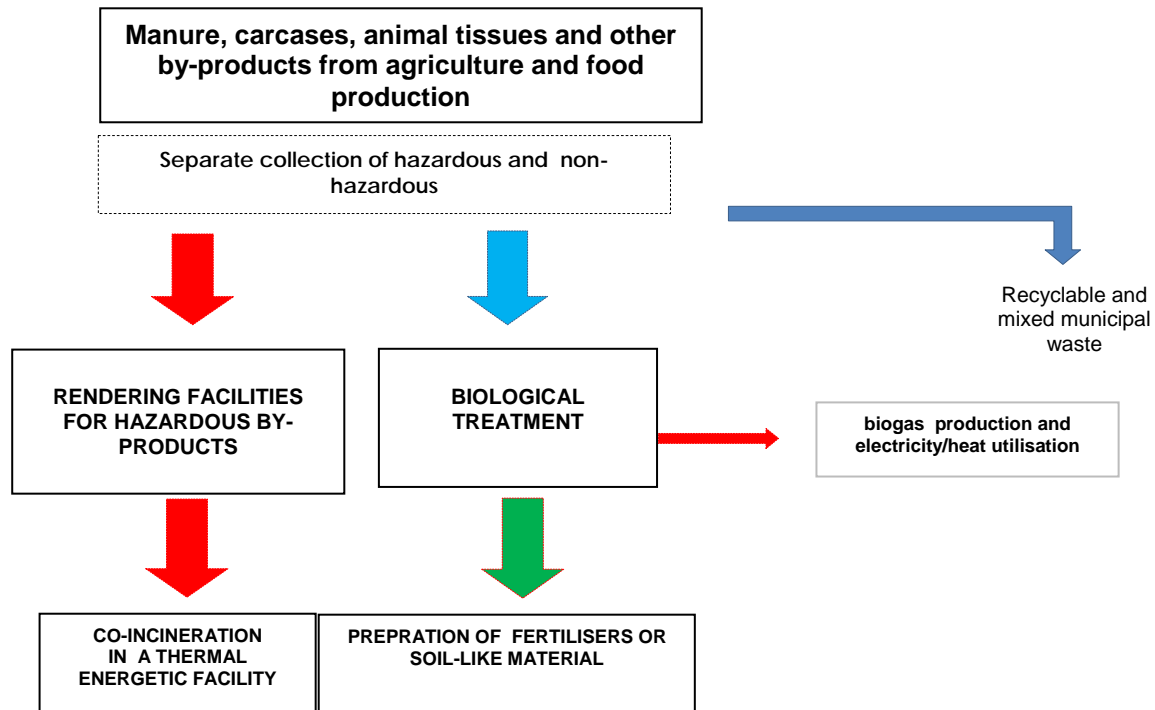 Manure, carcases, animal tissues and other
by-products from agriculture and food
production
Separate collection of hazardous and non-
hazardous
Recyclable and
mixed municipal
waste
RENDERING FACILITIES
FOR HAZARDOUS BY-
PRODUCTS
BIOLOGICAL
TREATMENT
biogas production and
electricity/heat utilisation
CO-INCINERATION
IN A THERMAL
ENERGETIC FACILITY
PREPRATION OF FERTILISERS OR
SOIL-LIKE MATERIAL